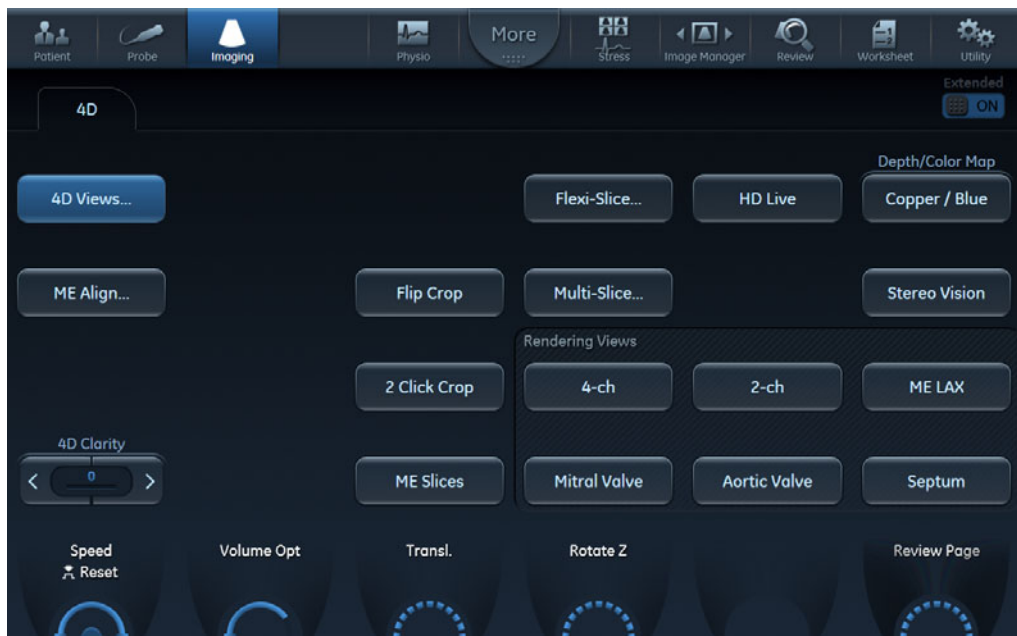 Patient
Probe
Imaging
Physio
More
Stress
Image Manager
Review
Worksheet
Utility
4D
Extended
ON
Depth/Color Map
4D Views...
Flexi-Slice...
HD Live
Copper / Blue
ME Align...
Flip Crop
Multi-Slice...
Stereo Vision
Rendering Views
2 Click Crop
4-ch
2-ch
ME LAX
4D Clarity
0
ME Slices
Mitral Valve
Aortic Valve
Septum
Speed
Reset
Volume Opt
Transl.
Rotate Z
Review Page